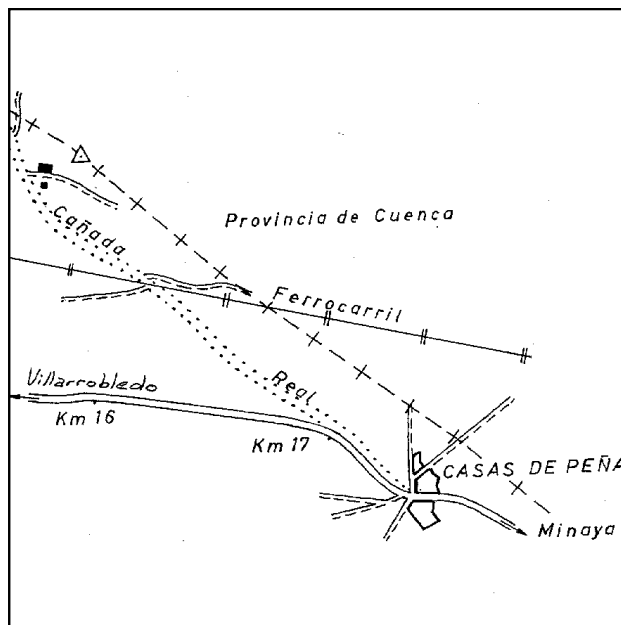 Provincia de Cuenca
Cañada
Ferrocarril
Real
Villarrobledo
Km 16
Km 17
CASAS DE PEÑA
Minaya